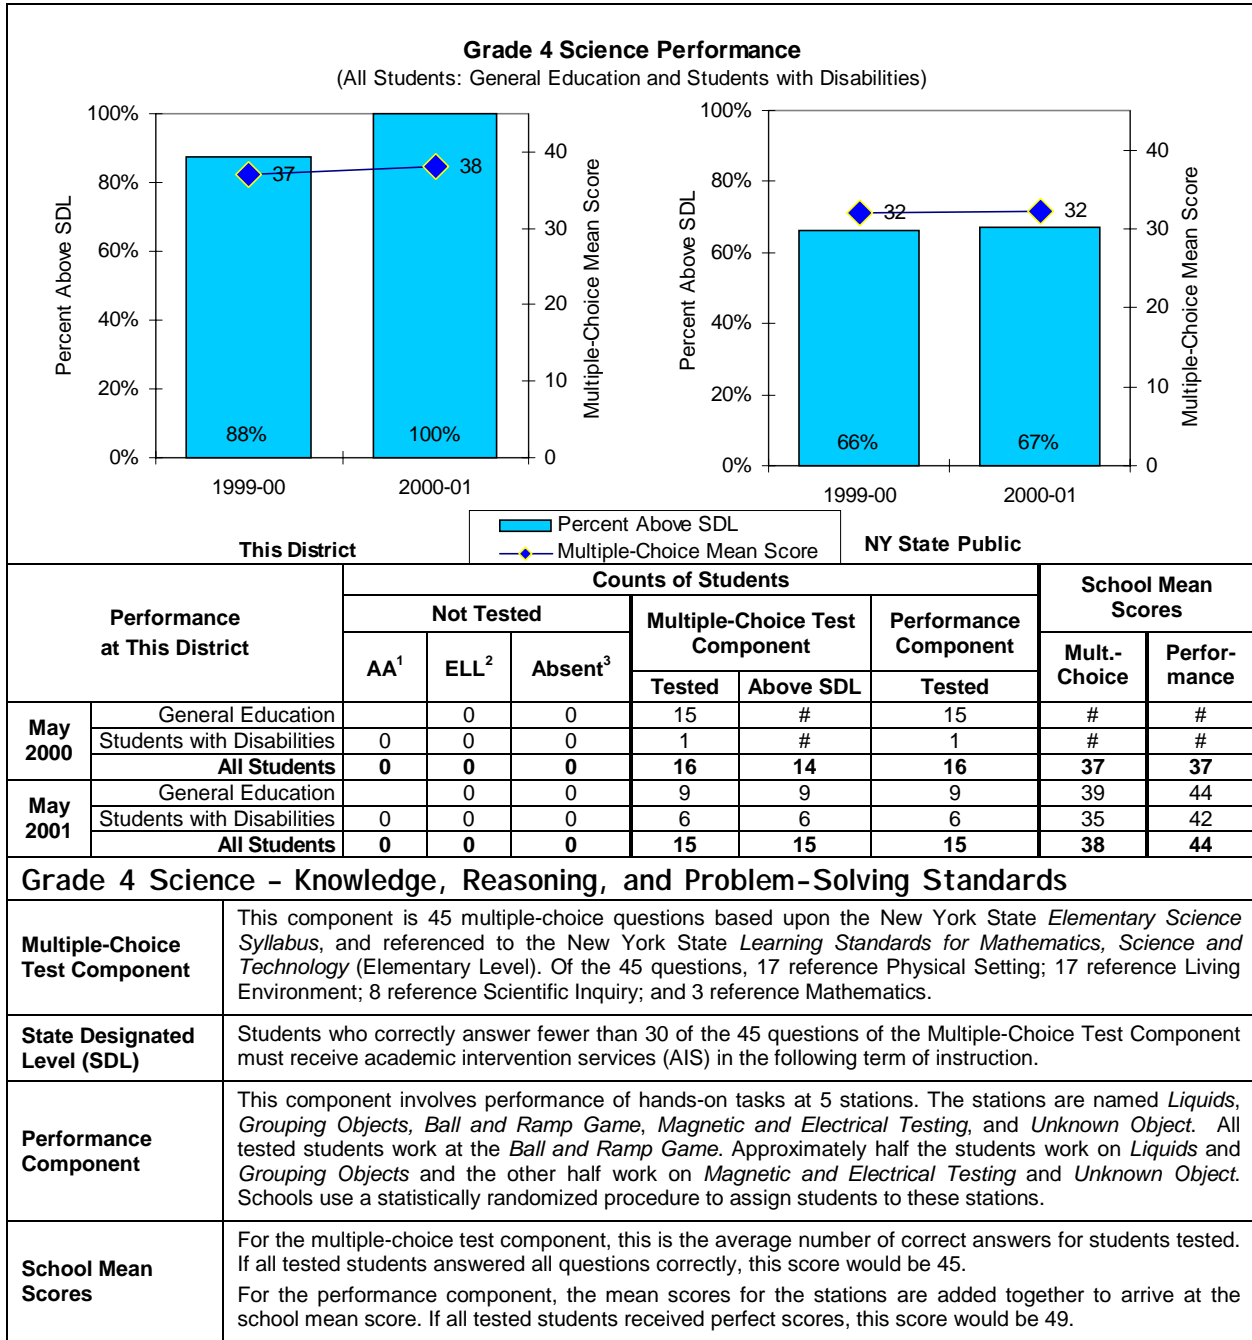 Grade 4 Science Performance
(All Students: General Education and Students with Disabilities)
100%
80%
60%
40%
20%
0%
Percent Above SDL
37
38
88%
100%
40
30
20
10
0
Multiple-Choice Mean Score
1999-00
2000-01
This District
100%
80%
60%
40%
20%
0%
Percent Above SDL
32
32
66%
67%
40
30
20
10
0
Multiple-Choice Mean Score
1999-00
2000-01
NY State Public
Percent Above SDL
Multiple-Choice Mean Score
Performance
at This District
Counts of Students
School Mean
Scores
Not Tested
Multiple-Choice Test
Component
Performance
Component
AA1
ELL2
Absent3
Tested
Above SDL
Tested
Mult.-
Choice
Perfor-
mance
May
2000
General Education 0 0 15 # 15 # #
Students with Disabilities 0 0 0 1 # 1 # #
All Students 0 0 0 16 14 16 37 37
May
2001
General Education 0 0 9 9 9 39 44
Students with Disabilities 0 0 0 6 6 6 35 42
All Students 0 0 0 15 15 15 38 44
Grade 4 Science – Knowledge, Reasoning, and Problem-Solving Standards
Multiple-Choice
Test Component
This component is 45 multiple-choice questions based upon the New York State Elementary Science
Syllabus, and referenced to the New York State Learning Standards for Mathematics, Science and
Technology (Elementary Level). Of the 45 questions, 17 reference Physical Setting; 17 reference Living
Environment; 8 reference Scientific Inquiry; and 3 reference Mathematics.
State Designated
Level (SDL)
Students who correctly answer fewer than 30 of the 45 questions of the Multiple-Choice Test Component
must receive academic intervention services (AIS) in the following term of instruction.
Performance
Component
This component involves performance of hands-on tasks at 5 stations. The stations are named Liquids,
Grouping Objects, Ball and Ramp Game, Magnetic and Electrical Testing, and Unknown Object. All
tested students work at the Ball and Ramp Game. Approximately half the students work on Liquids and
Grouping Objects and the other half work on Magnetic and Electrical Testing and Unknown Object.
Schools use a statistically randomized procedure to assign students to these stations.
School Mean
Scores
For the multiple-choice test component, this is the average number of correct answers for students tested.
If all tested students answered all questions correctly, this score would be 45.
For the performance component, the mean scores for the stations are added together to arrive at the
school mean score. If all tested students received perfect scores, this score would be 49.